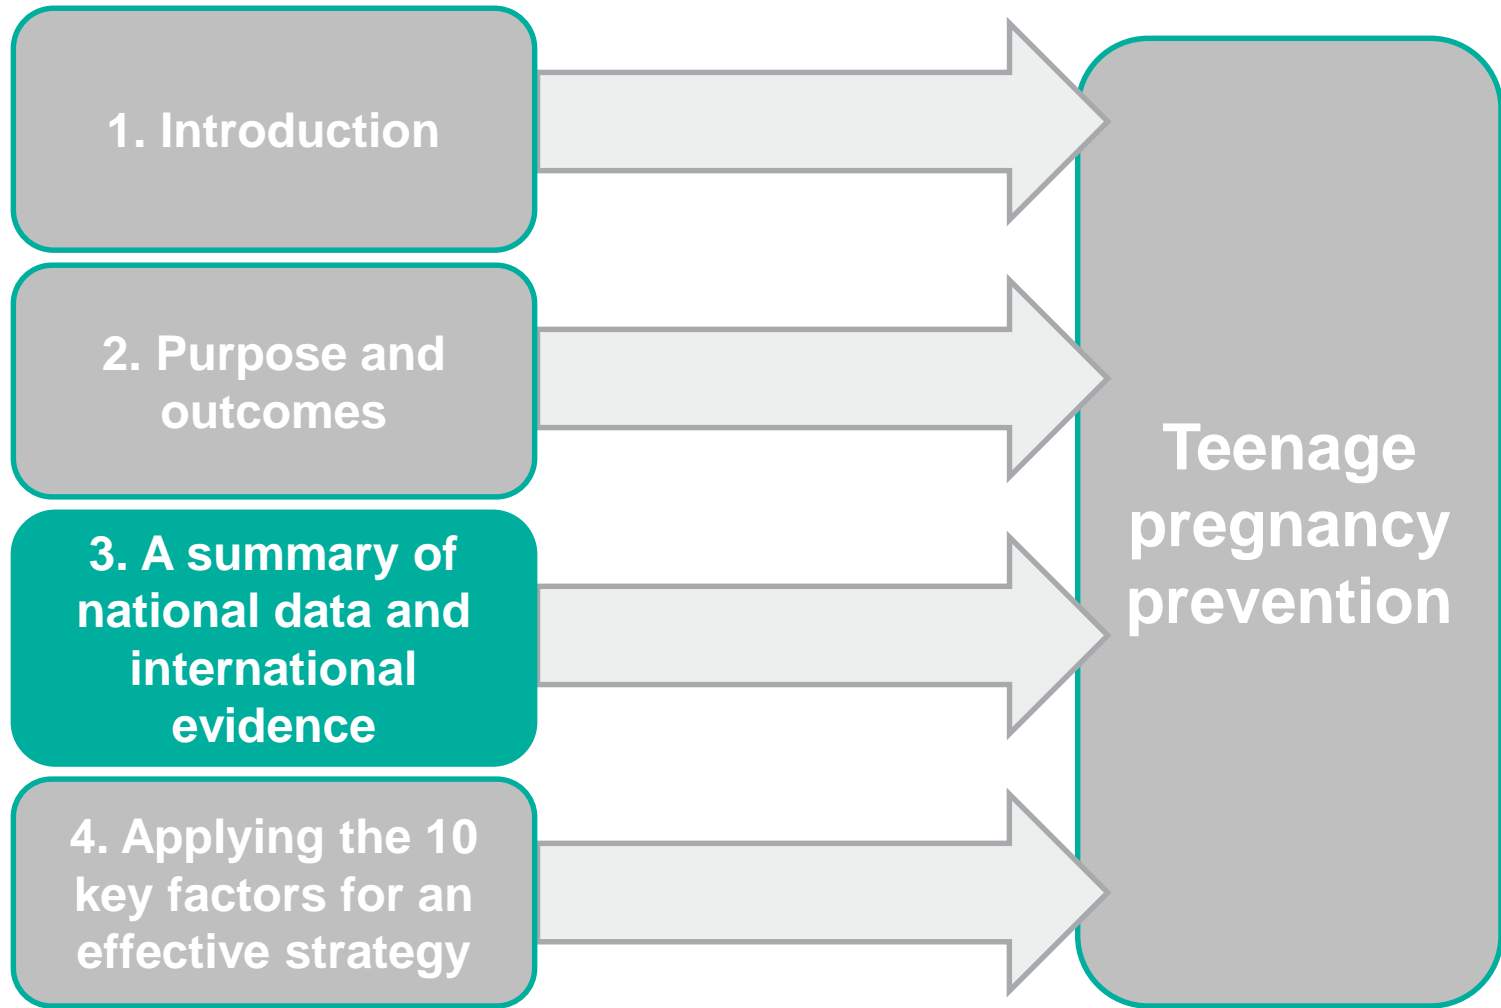 1. Introduction
2. Purpose and
outcomes
3. A summary of
national data and
international
evidence
4. Applying the 10
key factors for an
effective strategy
Teenage
pregnancy
prevention